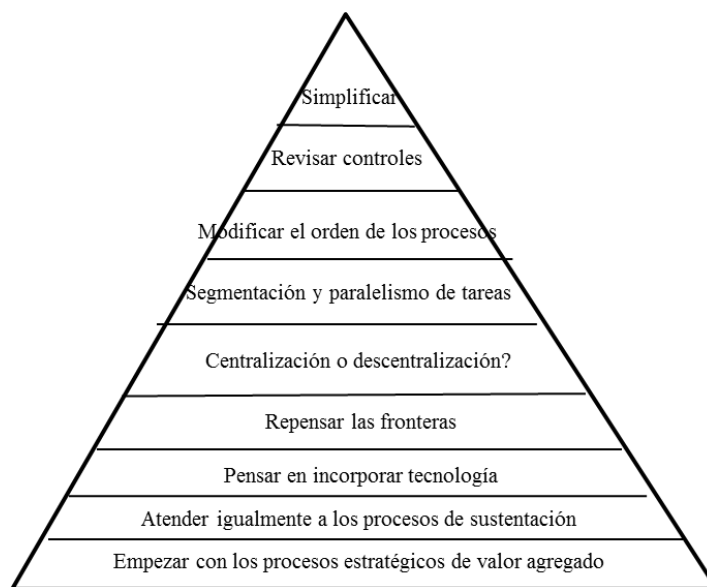 Simplificar
Revisar controles
Modificar el orden de los procesos
Segmentación y paralelismo de tareas
Centralización o descentralización?
Repensar las fronteras
Pensar en incorporar tecnología
Atender igualmente a los procesos de sustentación
Empezar con los procesos estratégicos de valor agregado